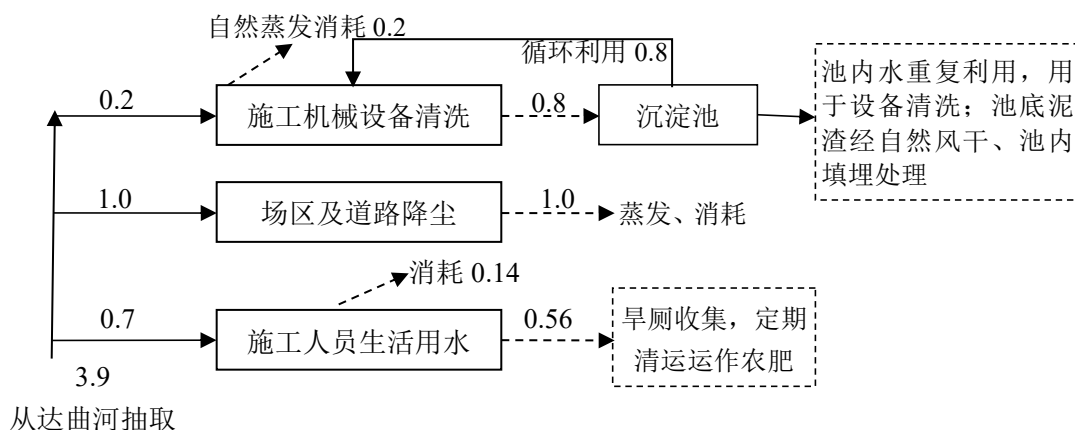 自然蒸发消耗 0.2
循环利用 0.8
0.2
施工机械设备清洗
0.8
沉淀池
池内水重复利用，用
于设备清洗；池底泥
渣经自然风干、池内
填埋处理
1.0
场区及道路降尘
1.0
蒸发、消耗
消耗 0.14
0.7
施工人员生活用水
0.56
旱厕收集，定期
清运运作农肥
3.9
从达曲河抽取